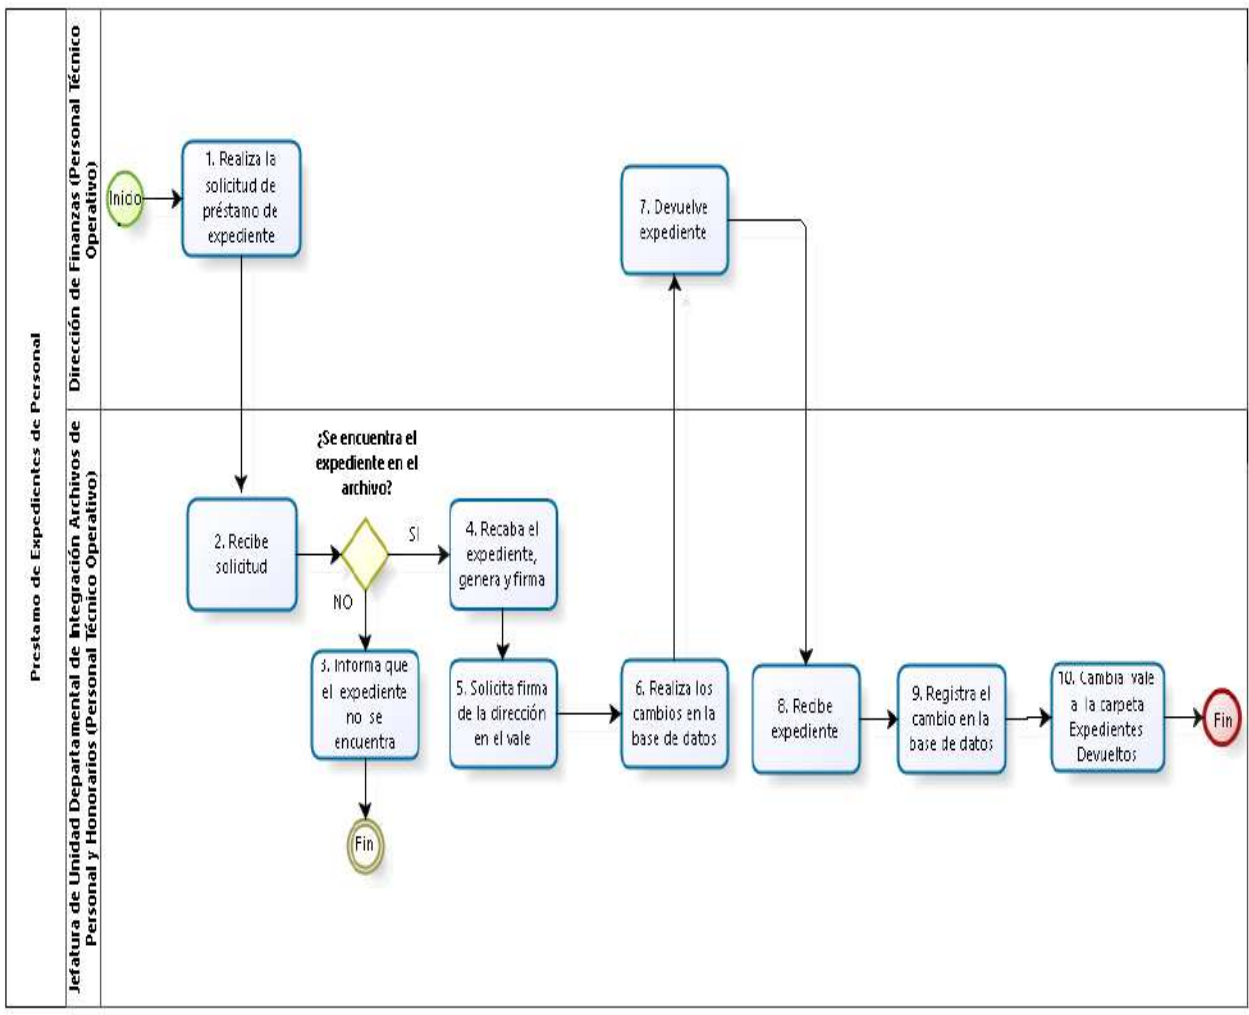 Prestamo de Expedientes de Personal
Dirección de Finanzas (Personal Técnico
Operativo)
Inicio
1. Realiza la
solicitud de
préstamo de
expediente
7. Devuelve
expediente
Jefatura de Unidad Departamental de Integración Archivos de
Personal y Honorarios (Personal Técnico Operativo)
2. Recibe
solicitud
¿Se encuentra el
expediente en el
archivo?
SI
NO
3. Informa que
el expediente
no se
encuentra
Fin
4. Recaba el
expediente,
genera y firma
5. Solicita firma
de la dirección
en el vale
6. Realiza los
cambios en la
base de datos
8. Recibe
expediente
9. Registra el
cambio en la
base de datos
10. Cambia vale
a la carpeta
Expedientes
Devueltos
Fin